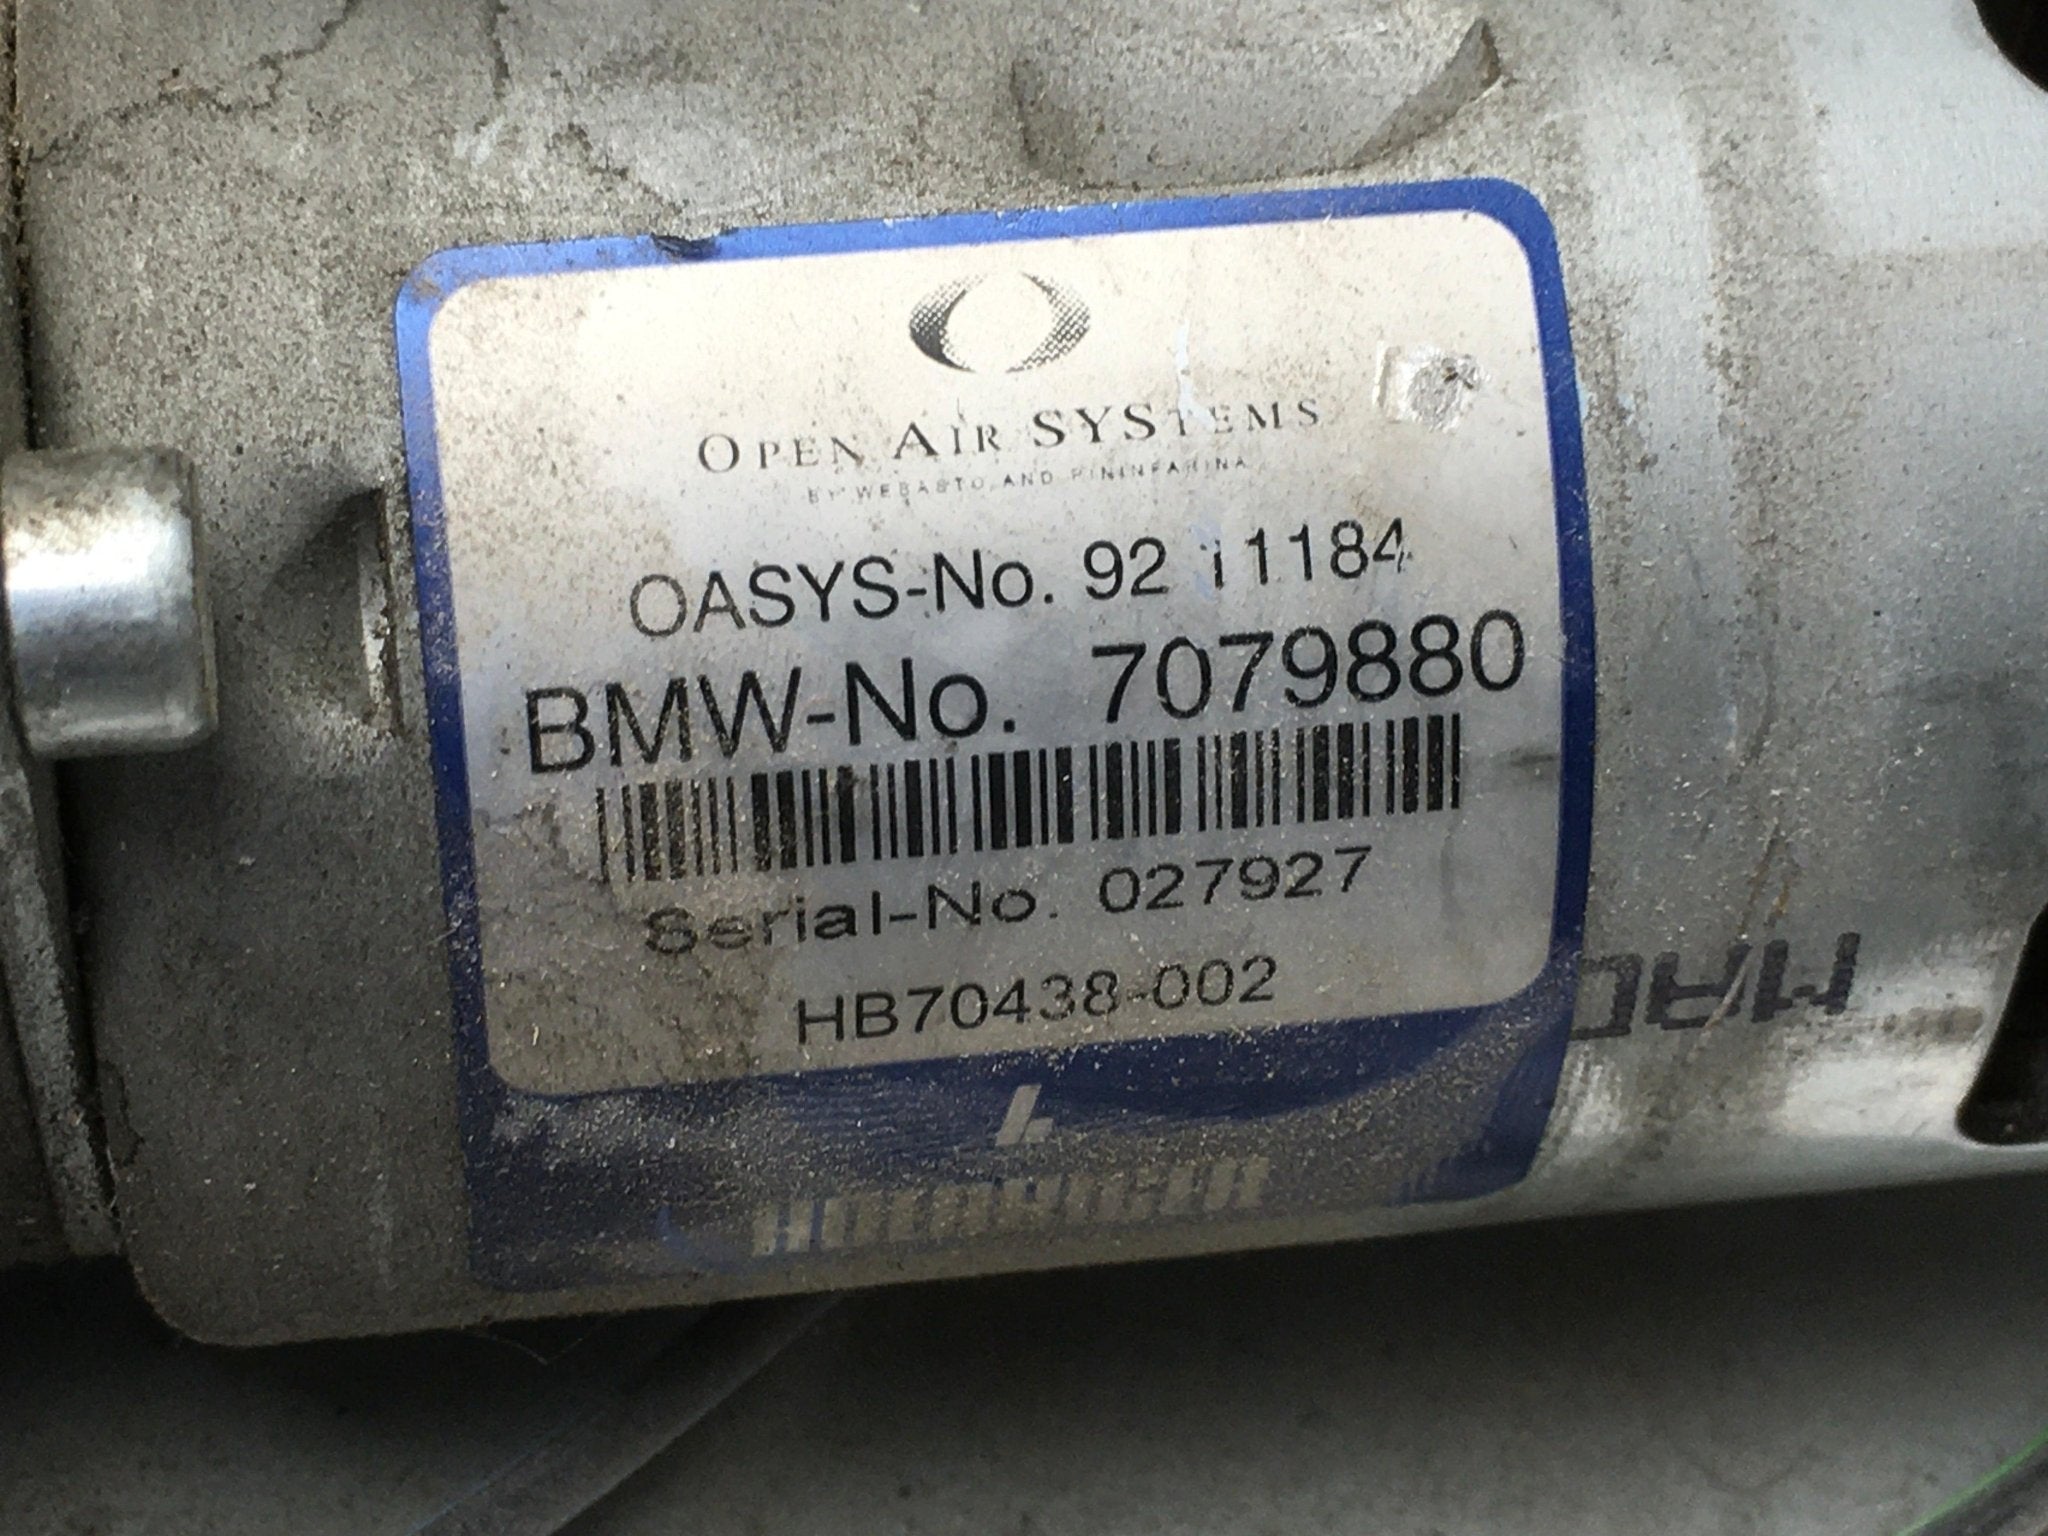 OPEN AIR SYSTEMS
BY WEBASTO AND PININFARINA
OASYS-No. 92 11184
BMW-No. 7079880
Serial-No. 027927
HB70438-002
MAD